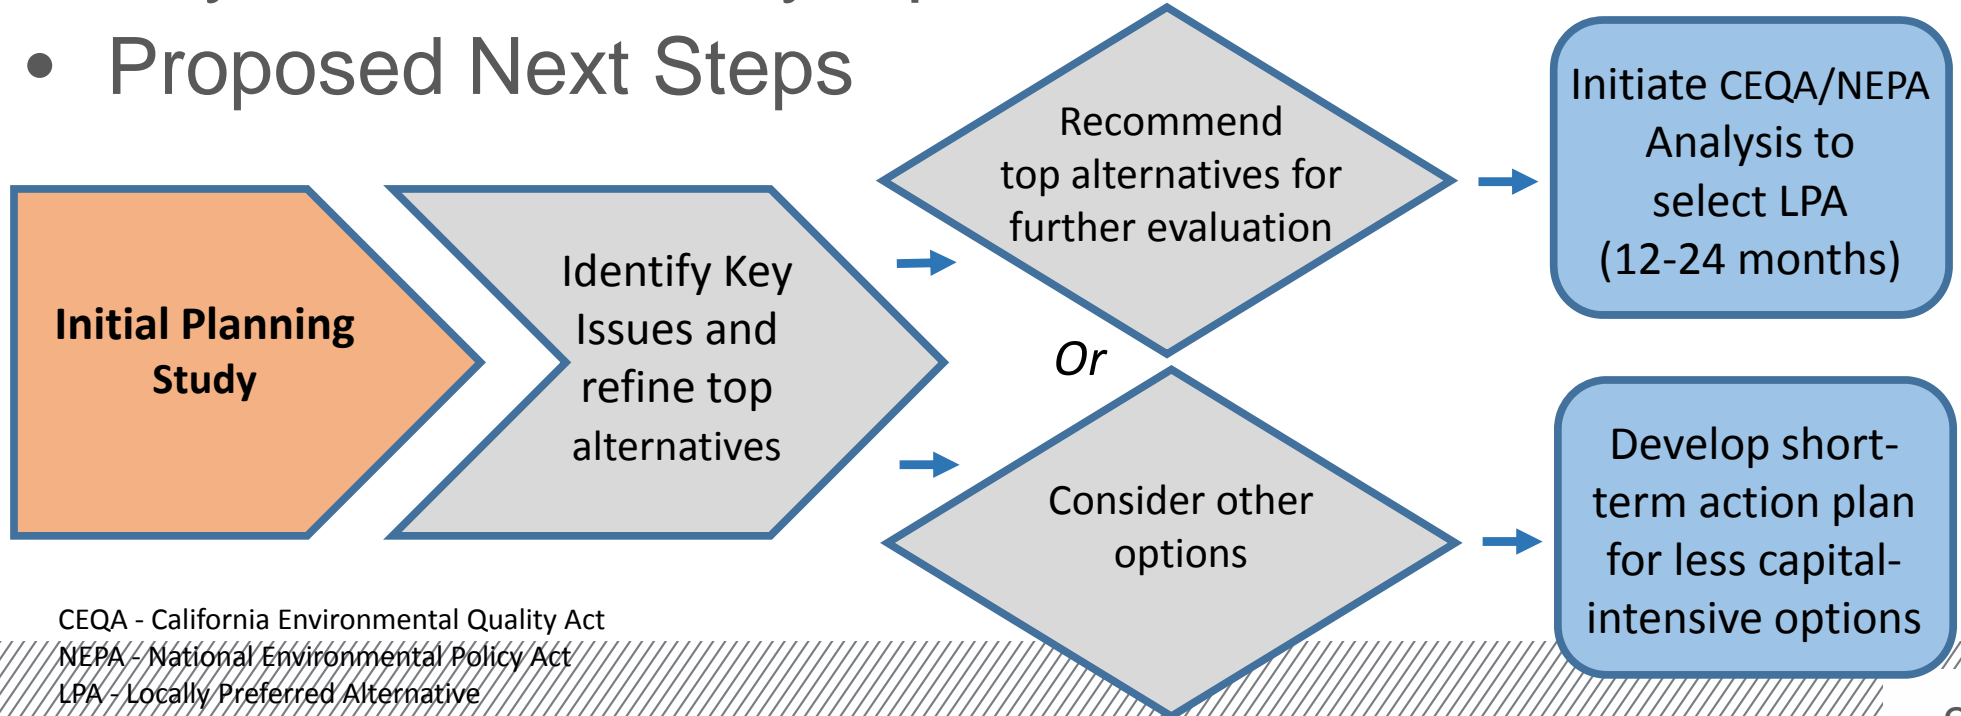 • Proposed Next Steps
Initial Planning
Study
Identify Key
Issues and
refine top
alternatives
Recommend
top alternatives for
further evaluation
Or
Consider other
options
Initiate CEQA/NEPA
Analysis to
select LPA
(12-24 months)
Develop short-
term action plan
for less capital-
intensive options
CEQA - California Environmental Quality Act
NEPA - National Environmental Policy Act
LPA - Locally Preferred Alternative